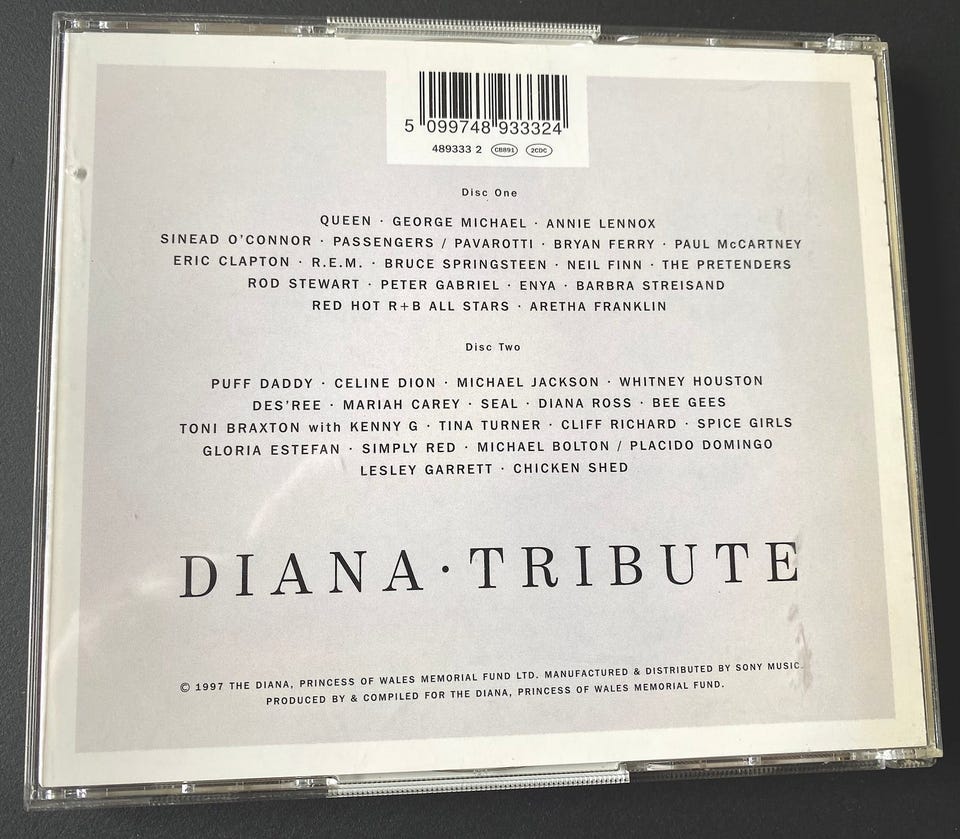 5 099748 933324
489333 2 CB891 2CDC
Disc One
QUEEN · GEORGE MICHAEL · ANNIE LENNOX
SINEAD O'CONNOR · PASSENGERS / PAVAROTTI · BRYAN FERRY · PAUL McCARTNEY
ERIC CLAPTON · R.E.M. · BRUCE SPRINGSTEEN · NEIL FINN · THE PRETENDERS
ROD STEWART · PETER GABRIEL · ENYA · BARBRA STREISAND
RED HOT R+B ALL STARS · ARETHA FRANKLIN
Disc Two
PUFF DADDY · CELINE DION · MICHAEL JACKSON · WHITNEY HOUSTON
DES'REE · MARIAH CAREY · SEAL · DIANA ROSS · BEE GEES
TONI BRAXTON with KENNY G · TINA TURNER · CLIFF RICHARD · SPICE GIRLS
GLORIA ESTEFAN · SIMPLY RED · MICHAEL BOLTON / PLACIDO DOMINGO
LESLEY GARRETT · CHICKEN SHED
DIANA · TRIBUTE
© 1997 THE DIANA, PRINCESS OF WALES MEMORIAL FUND LTD. MANUFACTURED & DISTRIBUTED BY SONY MUSIC.
PRODUCED BY & COMPILED FOR THE DIANA, PRINCESS OF WALES MEMORIAL FUND.